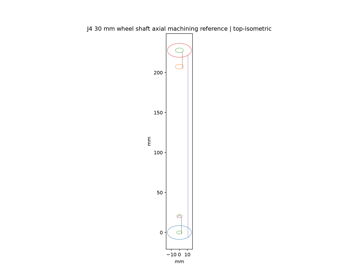 J4 30 mm wheel shaft axial machining reference | top-isometric
200
150
mm
100
50
0
−10 0 10
mm